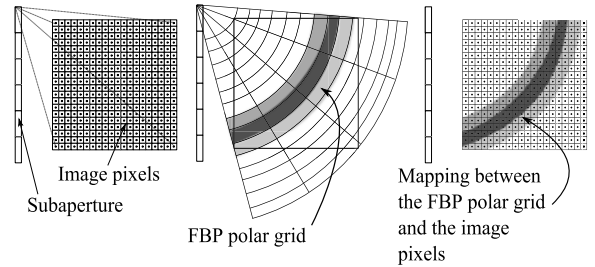 Image pixels
Subaperture
FBP polar grid
Mapping between
the FBP polar grid
and the image
pixels